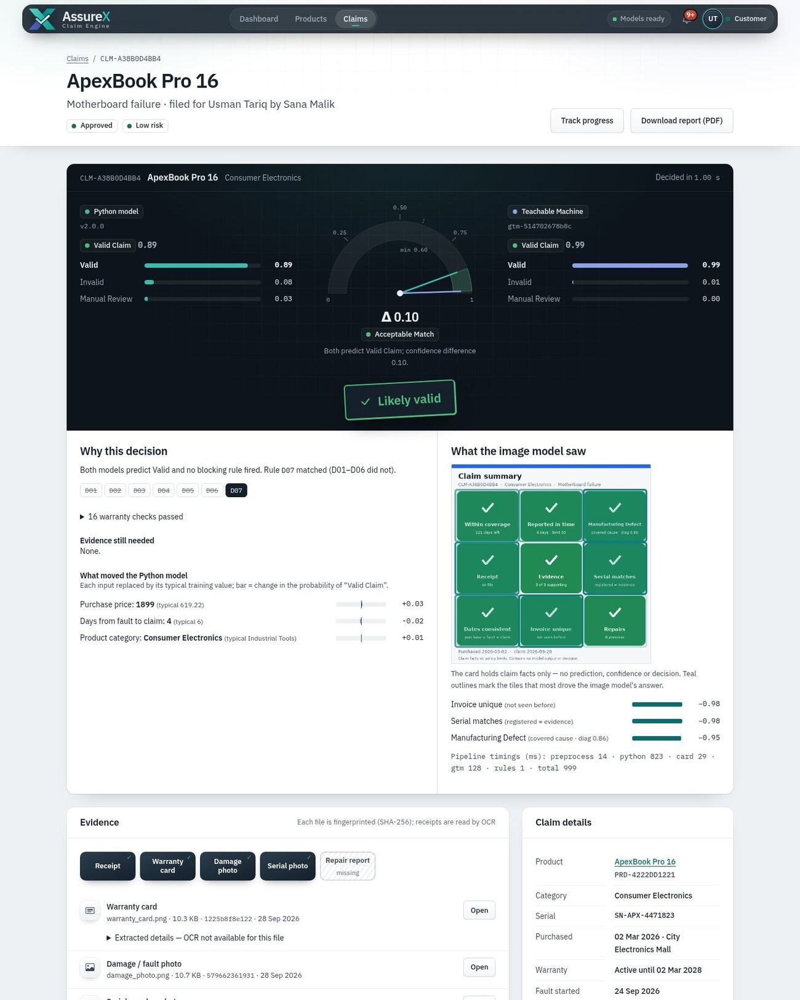 AssureX
Claim Engine
Dashboard
Products
Claims
Models ready
9+
UT
Customer
Claims / CLM-A38B0D4BB4
ApexBook Pro 16
Motherboard failure · filed for Usman Tariq by Sana Malik
Approved
Low risk
Track progress
Download report (PDF)
CLM-A38B0D4BB4 ApexBook Pro 16 Consumer Electronics
Decided in 1.00 s
Python model
v2.0.0
Valid Claim 0.89
Valid 0.89
Invalid 0.08
Manual Review 0.03
0
0.25
0.50
0.75
1
min 0.60
Δ 0.10
Acceptable Match
Both predict Valid Claim; confidence difference
0.10.
Teachable Machine
gtm-514702678b8c
Valid Claim 0.99
Valid 0.99
Invalid 0.01
Manual Review 0.00
✓ Likely valid
Why this decision
Both models predict Valid and no blocking rule fired. Rule D07 matched (D01–D06 did not).
D01 D02 D03 D04 D05 D06 D07
▶ 16 warranty checks passed
Evidence still needed
None.
What moved the Python model
Each input replaced by its typical training value; bar = change in the probability of “Valid Claim”.
Purchase price: 1899 (typical 619.22) +0.03
Days from fault to claim: 4 (typical 6) -0.02
Product category: Consumer Electronics (typical Industrial Tools) +0.01
What the image model saw
Claim summary
CLM-A38B0D4BB4 · Consumer Electronics · Motherboard failure
Within coverage
521 days left
Reported in time
4 days · limit 30
Manufacturing Defect
covered cause · diag 0.86
Receipt
on file
Evidence
3 of 3 supporting
Serial matches
registered = evidence
Dates consistent
purchase < fault < claim
Invoice unique
not seen before
Repairs
0 previous
Purchased 2026-03-02 · claim 2026-09-28
Claim facts vs policy limits. Contains no model output or decision.
The card holds claim facts only — no prediction, confidence or decision. Teal
outlines mark the tiles that most drove the image model's answer.
Invoice unique (not seen before) −0.98
Serial matches (registered = evidence) −0.98
Manufacturing Defect (covered cause · diag 0.86) −0.95
Pipeline timings (ms): preprocess 14 · python 823 · card 29 ·
gtm 128 · rules 1 · total 999
Evidence
Each file is fingerprinted (SHA-256); receipts are read by OCR
Receipt ✓
Warranty card ✓
Damage photo ✓
Serial photo ✓
Repair report missing
Warranty card
warranty_card.png · 10.3 KB · 1225b8f8e122 · 28 Sep 2026
Open
▶ Extracted details — OCR not available for this file
Damage / fault photo
damage_photo.png · 10.7 KB · 579662361931 · 28 Sep 2026
Open
Claim details
Product ApexBook Pro 16
PRD-4222DD1221
Category Consumer Electronics
Serial SN-APX-4471823
Purchased 02 Mar 2026 · City
Electronics Mall
Warranty Active until 02 Mar 2028
Fault started 24 Sep 2026